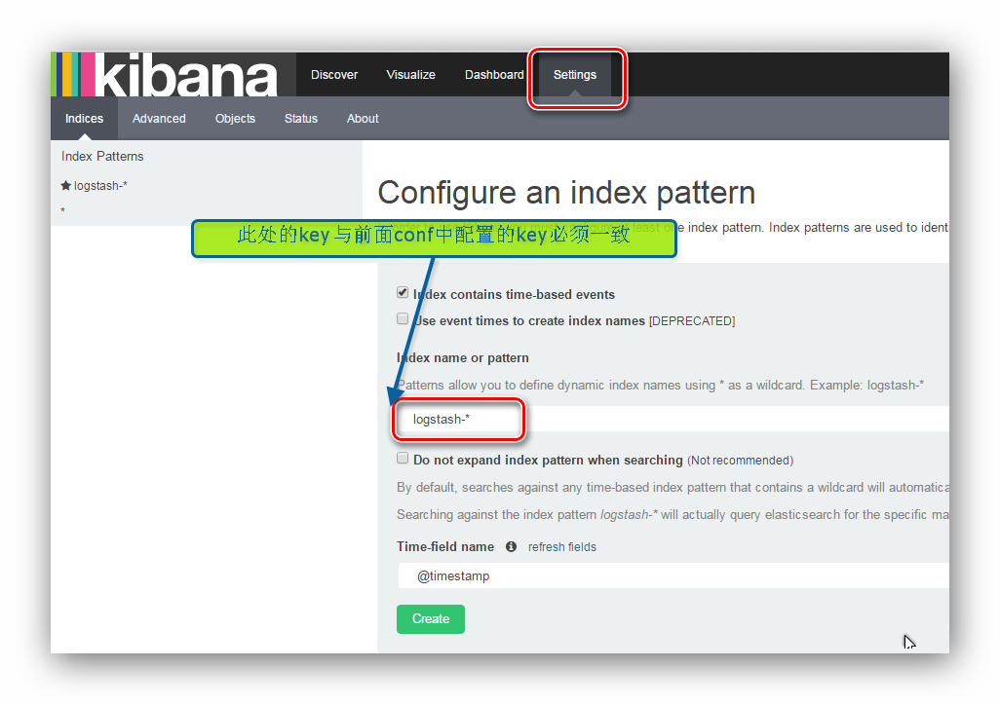 kibana
Discover Visualize Dashboard Settings
Indices Advanced Objects Status About
Index Patterns
logstash-*
*
Configure an index pattern
此处的key与前面conf中配置的key必须一致
one index pattern. Index patterns are used to ident
Index contains time-based events
Use event times to create index names [DEPRECATED]
Index name or pattern
Patterns allow you to define dynamic index names using * as a wildcard. Example: logstash-*
logstash-*
Do not expand index pattern when searching (Not recommended)
By default, searches against any time-based index pattern that contains a wildcard will automatica
Searching against the index pattern logstash-* will actually query elasticsearch for the specific ma
Time-field name refresh fields
@timestamp
Create